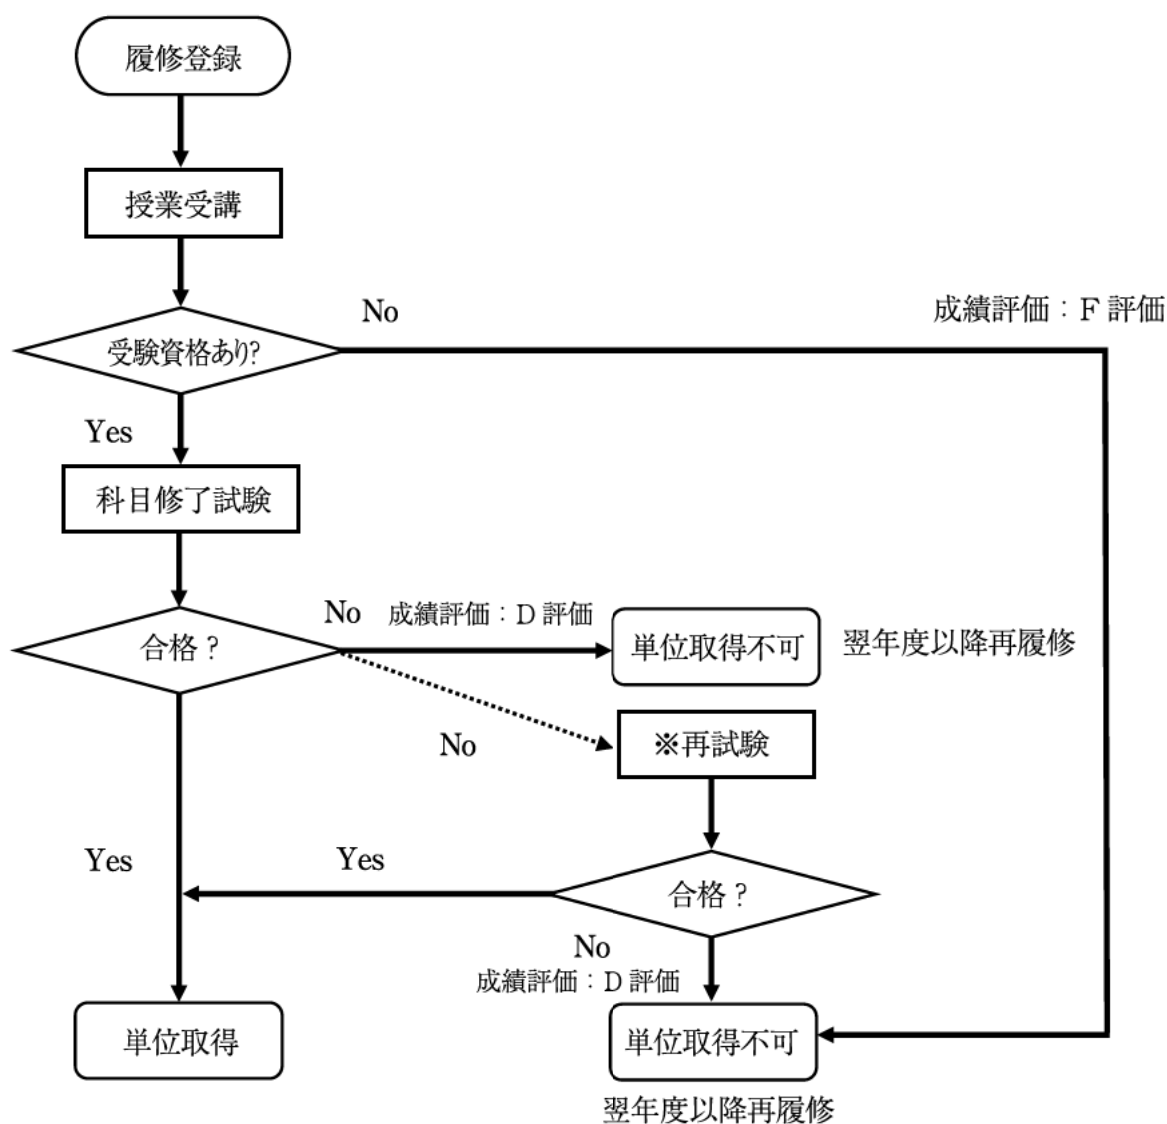 履修登録
授業受講
No
成績評価：F 評価
受験資格あり?
Yes
科目修了試験
No
成績評価：D 評価
合格？
単位取得不可
翌年度以降再履修
No
※再試験
Yes
Yes
合格？
No
成績評価：D 評価
単位取得
単位取得不可
翌年度以降再履修